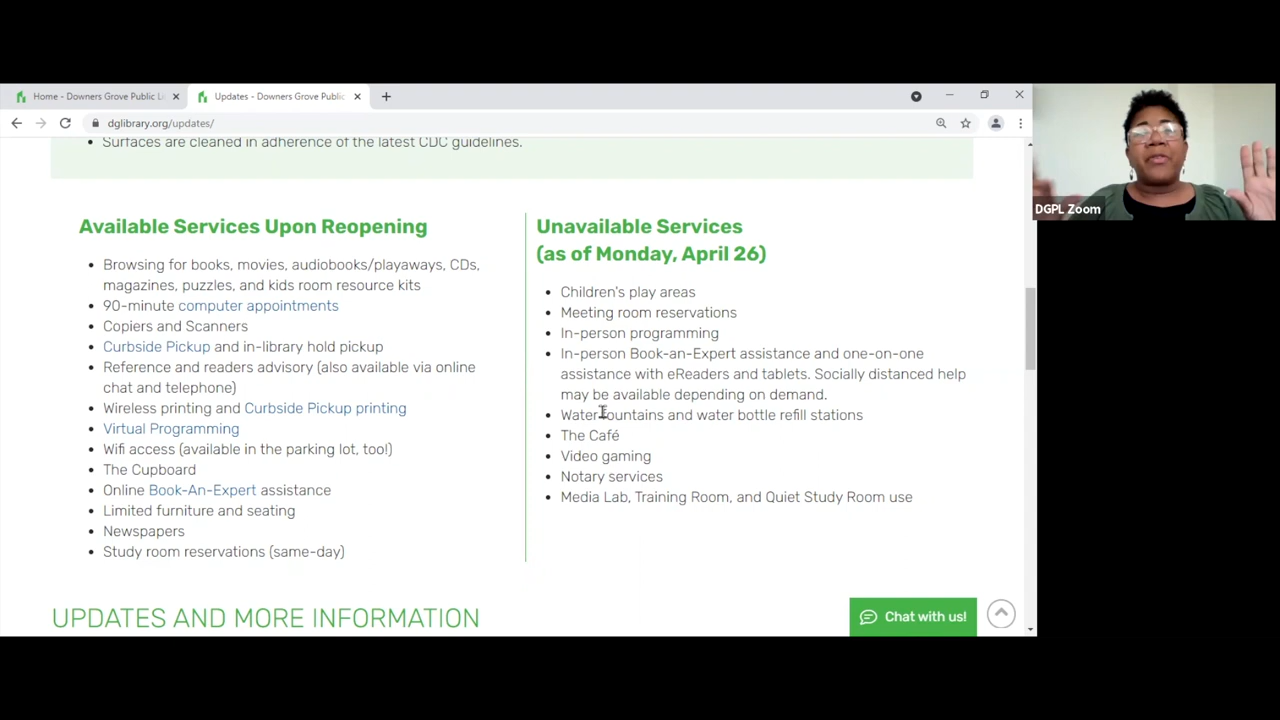 Home - Downers Grove Public Li
Updates - Downers Grove Public
dglibrary.org/updates/
Surfaces are cleaned in adherence of the latest CDC guidelines.
DGPL Zoom
Available Services Upon Reopening
Browsing for books, movies, audiobooks/playaways, CDs,
magazines, puzzles, and kids room resource kits
90-minute computer appointments
Copiers and Scanners
Curbside Pickup and in-library hold pickup
Reference and readers advisory (also available via online
chat and telephone)
Wireless printing and Curbside Pickup printing
Virtual Programming
Wifi access (available in the parking lot, too!)
The Cupboard
Online Book-An-Expert assistance
Limited furniture and seating
Newspapers
Study room reservations (same-day)
Unavailable Services
(as of Monday, April 26)
Children's play areas
Meeting room reservations
In-person programming
In-person Book-an-Expert assistance and one-on-one
assistance with eReaders and tablets. Socially distanced help
may be available depending on demand.
Water fountains and water bottle refill stations
The Café
Video gaming
Notary services
Media Lab, Training Room, and Quiet Study Room use
UPDATES AND MORE INFORMATION
Chat with us!